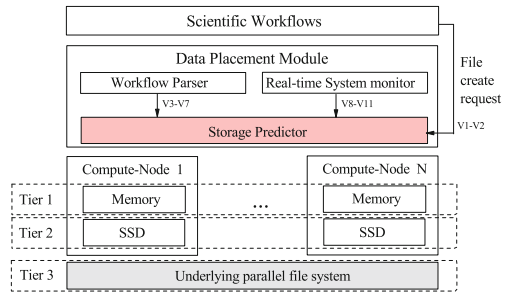 Scientific Workflows
Data Placement Module
File
create
request
Workflow Parser
Real-time System monitor
V3-V7
V8-V11
V1-V2
Storage Predictor
Compute-Node 1
Compute-Node N
Tier 1
Memory
...
Memory
Tier 2
SSD
SSD
Tier 3
Underlying parallel file system